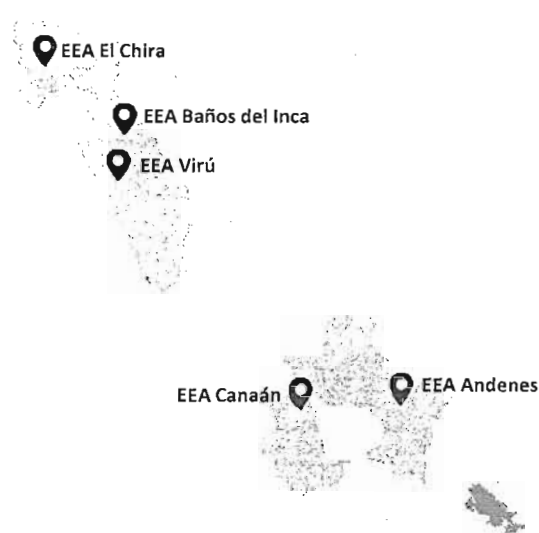 EEA El Chira
EEA Baños del Inca
EEA Virú
EEA Canaán
EEA Andenes